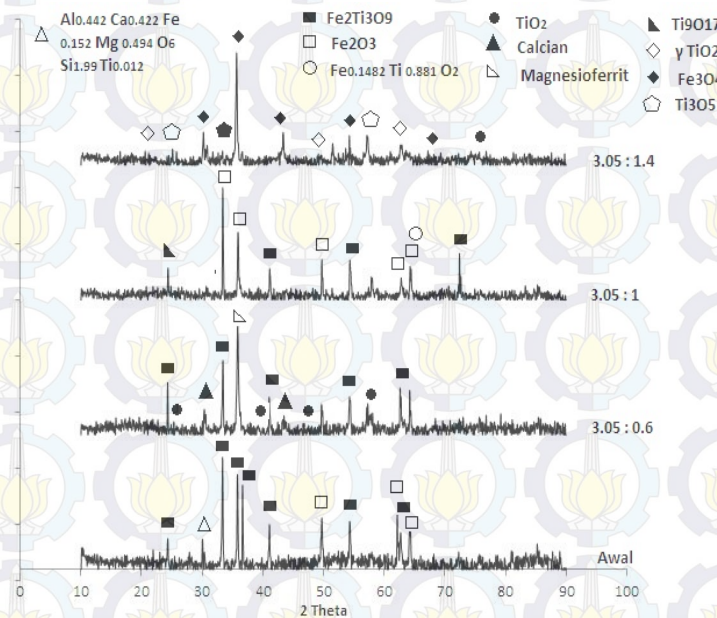 Al0.442 Ca0.422 Fe
0.152 Mg 0.494 O6
Si1.99 Ti0.012
Fe2Ti3O9
Fe2O3
Fe0.1482 Ti 0.881 O2
TiO2
Calcian
Magnesioferrit
Ti9O17
γ TiO2
Fe3O4
Ti3O5
3.05 : 1.4
3.05 : 1
3.05 : 0.6
Awal
0 10 20 30 40 50 60 70 80 90 100
2 Theta